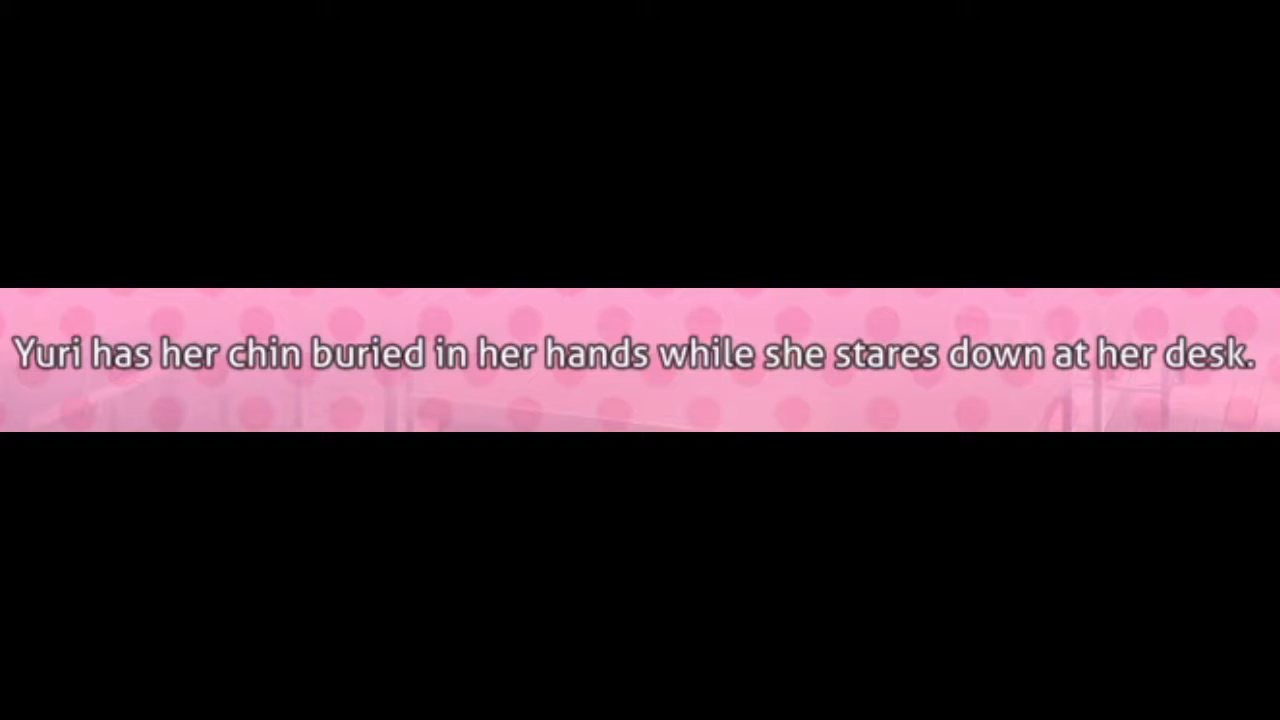 Yuri has her chin buried in her hands while she stares down at her desk.